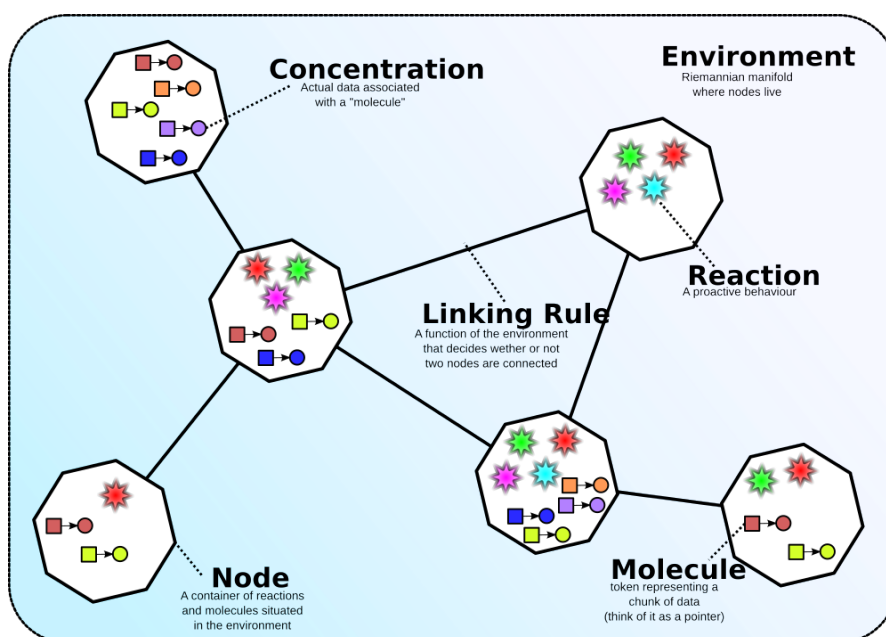 Environment
Riemannian manifold
where nodes live
Concentration
Actual data associated
with a "molecule"
Reaction
A proactive behaviour
Linking Rule
A function of the environment
that decides wether or not
two nodes are connected
Node
A container of reactions
and molecules situated
in the environment
Molecule
token representing a
chunk of data
(think of it as a pointer)